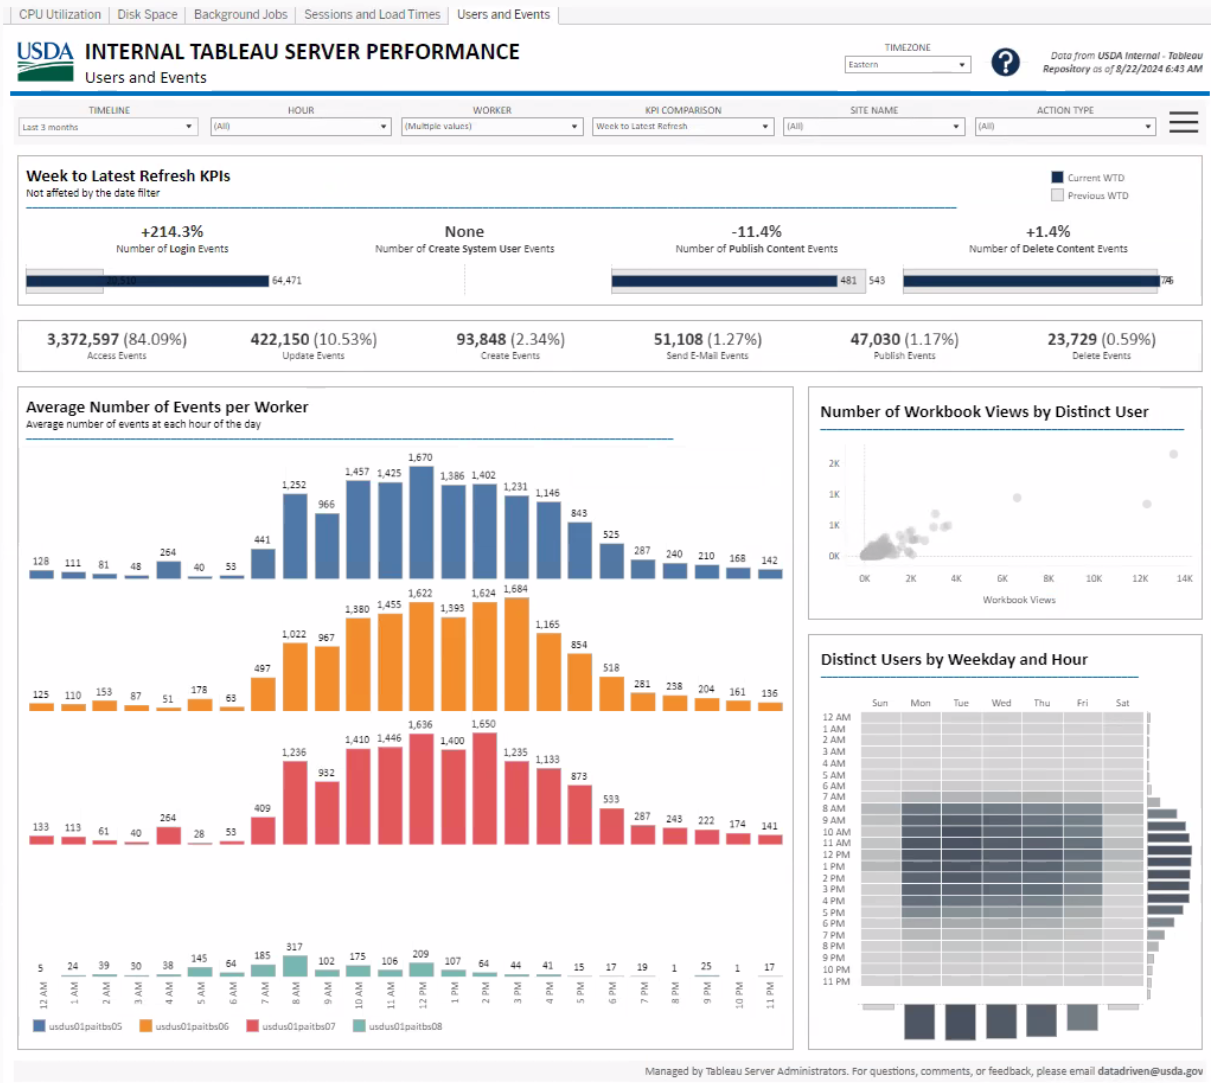 CPU Utilization
Disk Space
Background Jobs
Sessions and Load Times
Users and Events
USDA
INTERNAL TABLEAU SERVER PERFORMANCE
Users and Events
TIMEZONE
Eastern
?
Data from USDA Internal - Tableau
Repository as of 8/22/2024 6:43 AM
TIMELINE
Last 3 months
HOUR
(All)
WORKER
(Multiple values)
KPI COMPARISON
Week to Latest Refresh
SITE NAME
(All)
ACTION TYPE
(All)
Week to Latest Refresh KPIs
Not affeted by the date filter
Current WTD
Previous WTD
+214.3%
Number of Login Events
64,471
None
Number of Create System User Events
-11.4%
Number of Publish Content Events
481
543
+1.4%
Number of Delete Content Events
3,372,597 (84.09%)
Access Events
422,150 (10.53%)
Update Events
93,848 (2.34%)
Create Events
51,108 (1.27%)
Send E-Mail Events
47,030 (1.17%)
Publish Events
23,729 (0.59%)
Delete Events
Average Number of Events per Worker
Average number of events at each hour of the day
128 111 81 48 264 40 53 441 1,252 966 1,457 1,425 1,670 1,386 1,402 1,231 1,146 843 525 287 240 210 168 142
125 110 153 87 51 178 63 497 1,022 967 1,380 1,455 1,622 1,393 1,624 1,684 1,165 854 518 281 238 204 161 136
133 113 61 40 264 28 53 409 1,236 932 1,410 1,446 1,636 1,400 1,650 1,235 1,133 873 533 287 243 222 174 141
5 24 39 30 38 145 64 185 317 102 175 106 209 107 64 44 41 15 17 19 1 25 1 17
12 AM 1 AM 2 AM 3 AM 4 AM 5 AM 6 AM 7 AM 8 AM 9 AM 10 AM 11 AM 12 PM 1 PM 2 PM 3 PM 4 PM 5 PM 6 PM 7 PM 8 PM 9 PM 10 PM 11 PM
usdus01paitbs05
usdus01paitbs06
usdus01paitbs07
usdus01paitbs08
Number of Workbook Views by Distinct User
2K
1K
1K
0K
0K 2K 4K 6K 8K 10K 12K 14K
Workbook Views
Distinct Users by Weekday and Hour
Sun Mon Tue Wed Thu Fri Sat
12 AM
1 AM
2 AM
3 AM
4 AM
5 AM
6 AM
7 AM
8 AM
9 AM
10 AM
11 AM
12 PM
1 PM
2 PM
3 PM
4 PM
5 PM
6 PM
7 PM
8 PM
9 PM
10 PM
11 PM
Managed by Tableau Server Administrators. For questions, comments, or feedback, please email datadriven@usda.gov